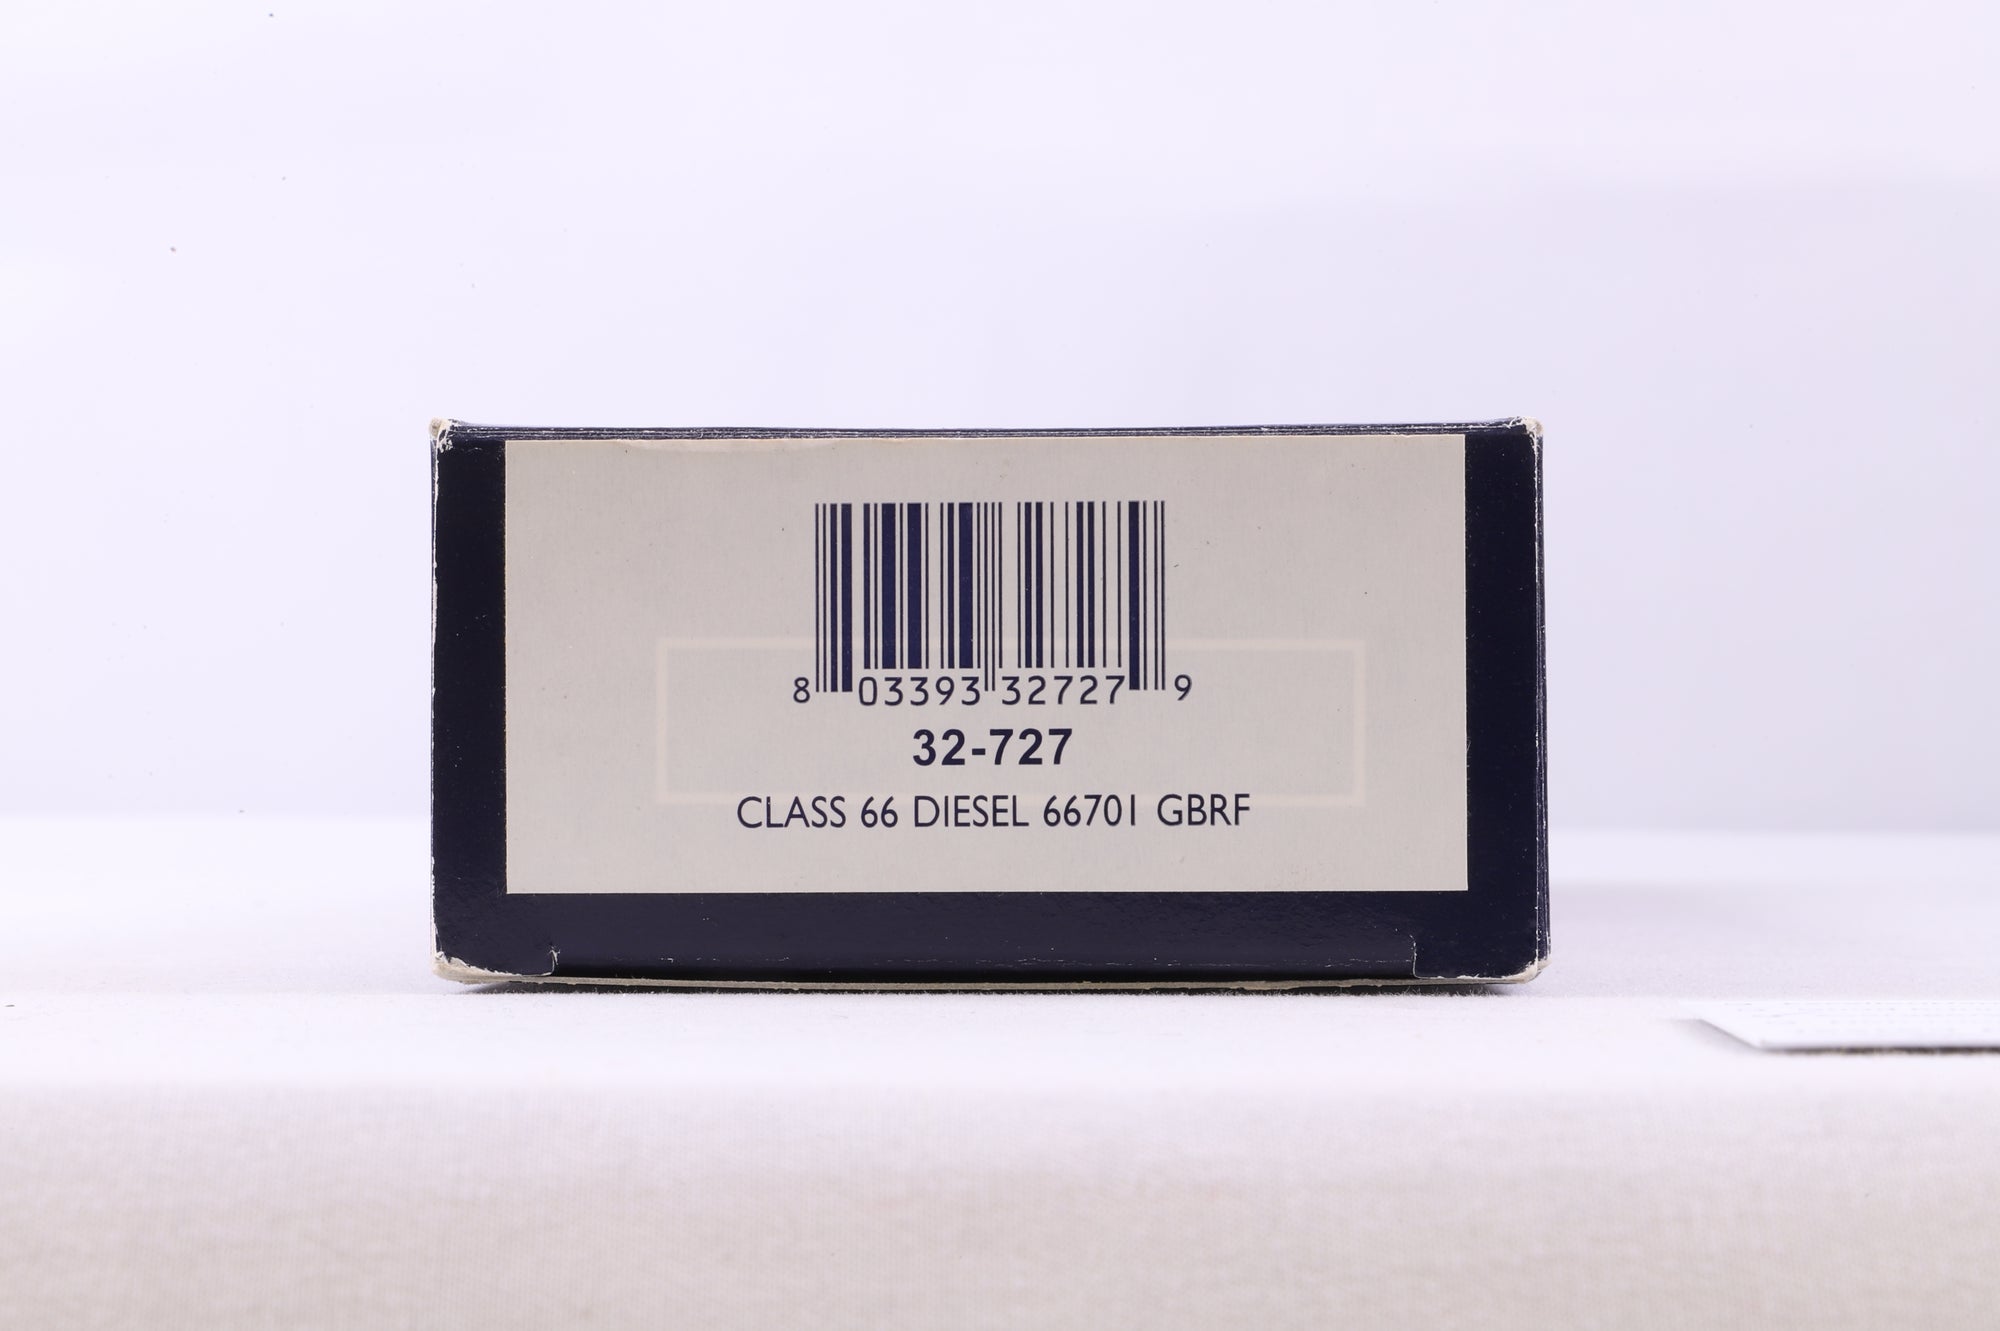 8 03393 32727 9
32-727
CLASS 66 DIESEL 66701 GBRF